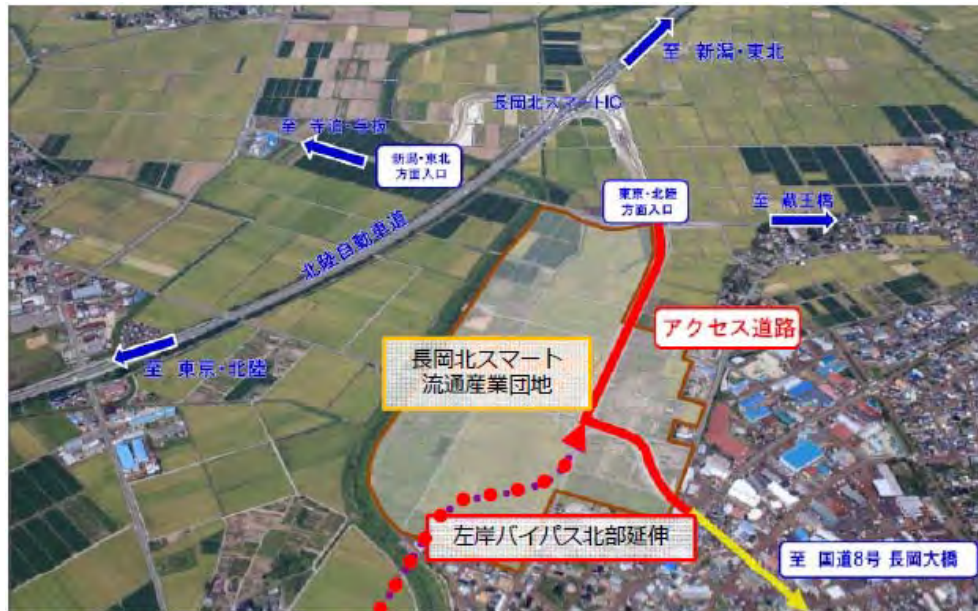 至 新潟・東北
長岡北スマートIC
至 寺泊・与板
新潟・東北
方面入口
東京・北陸
方面入口
至 蔵王橋
北陸自動車道
アクセス道路
長岡北スマート
流通産業団地
至 東京・北陸
左岸バイパス北部延伸
至 国道8号 長岡大橋